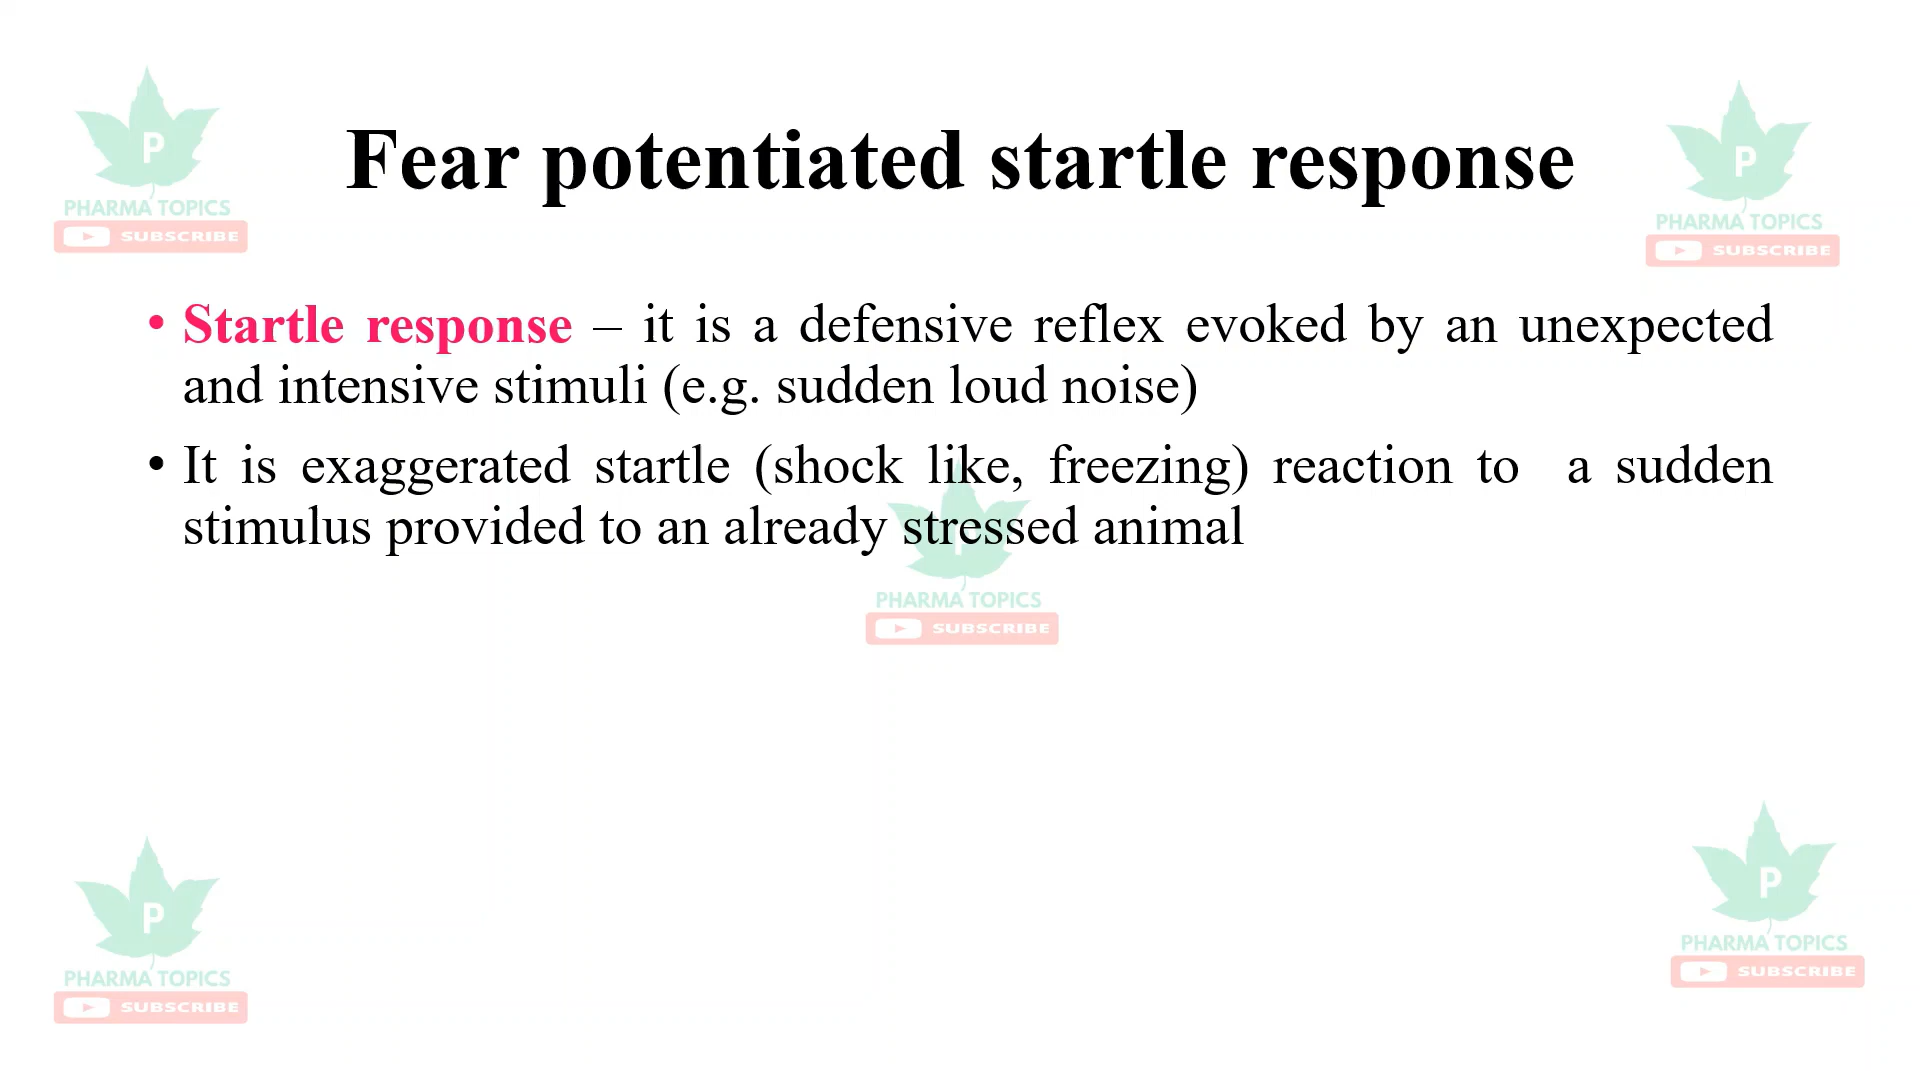 Fear potentiated startle response
P
PHARMA TOPICS
SUBSCRIBE
P
PHARMA TOPICS
SUBSCRIBE
• Startle response – it is a defensive reflex evoked by an unexpected
and intensive stimuli (e.g. sudden loud noise)
• It is exaggerated startle (shock like, freezing) reaction to a sudden
stimulus provided to an already stressed animal
PHARMA TOPICS
SUBSCRIBE
P
PHARMA TOPICS
SUBSCRIBE
P
PHARMA TOPICS
SUBSCRIBE